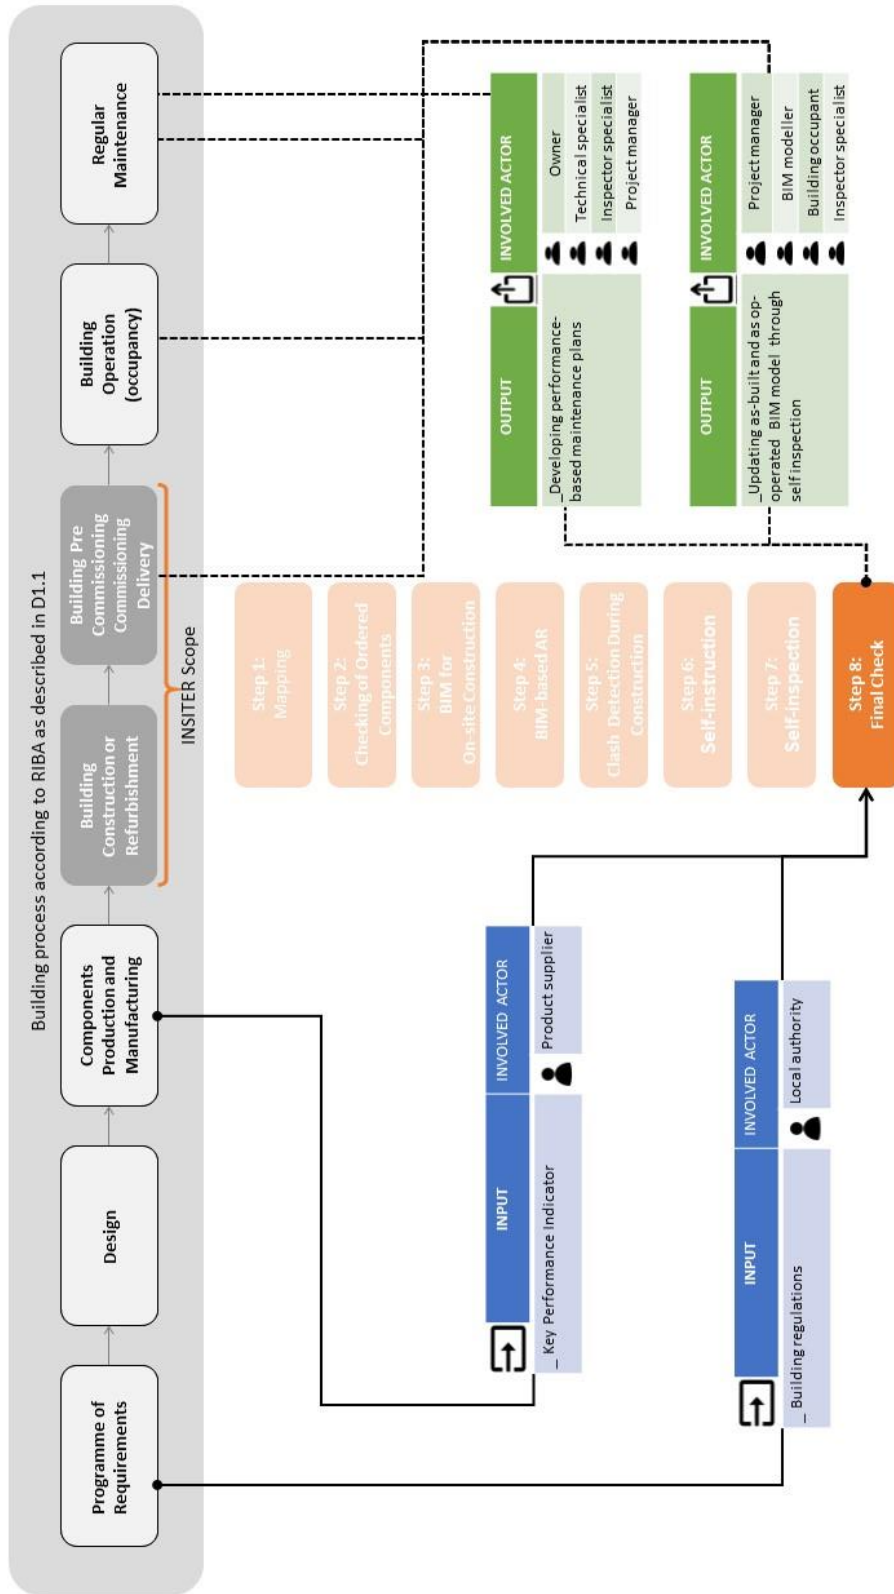 Building process according to RIBA as described in D1.1
Programme of
Requirements
Design
Components
Production and
Manufacturing
Building
Construction or
Refurbishment
Building Pre
Commissioning
Commissioning
Delivery
Building
Operation
(occupancy)
Regular
Maintenance
INSITER Scope
Step 1:
Mapping
Step 2:
Checking of Ordered
Components
Step 3:
BIM for
On-site Construction
Step 4:
BIM-based AR
Step 5:
Clash Detection During
Construction
Step 6:
Self-instruction
Step 7:
Self-inspection
Step 8:
Final Check
INPUT
INVOLVED ACTOR
_ Key Performance Indicator
Product supplier
INPUT
INVOLVED ACTOR
_ Building regulations
Local authority
OUTPUT
INVOLVED ACTOR
_Developing performance-
based maintenance plans
Owner
Technical specialist
Inspector specialist
Project manager
OUTPUT
INVOLVED ACTOR
_Updating as-built and as op-
operated BIM model through
self inspection
Project manager
BIM modeller
Building occupant
Inspector specialist